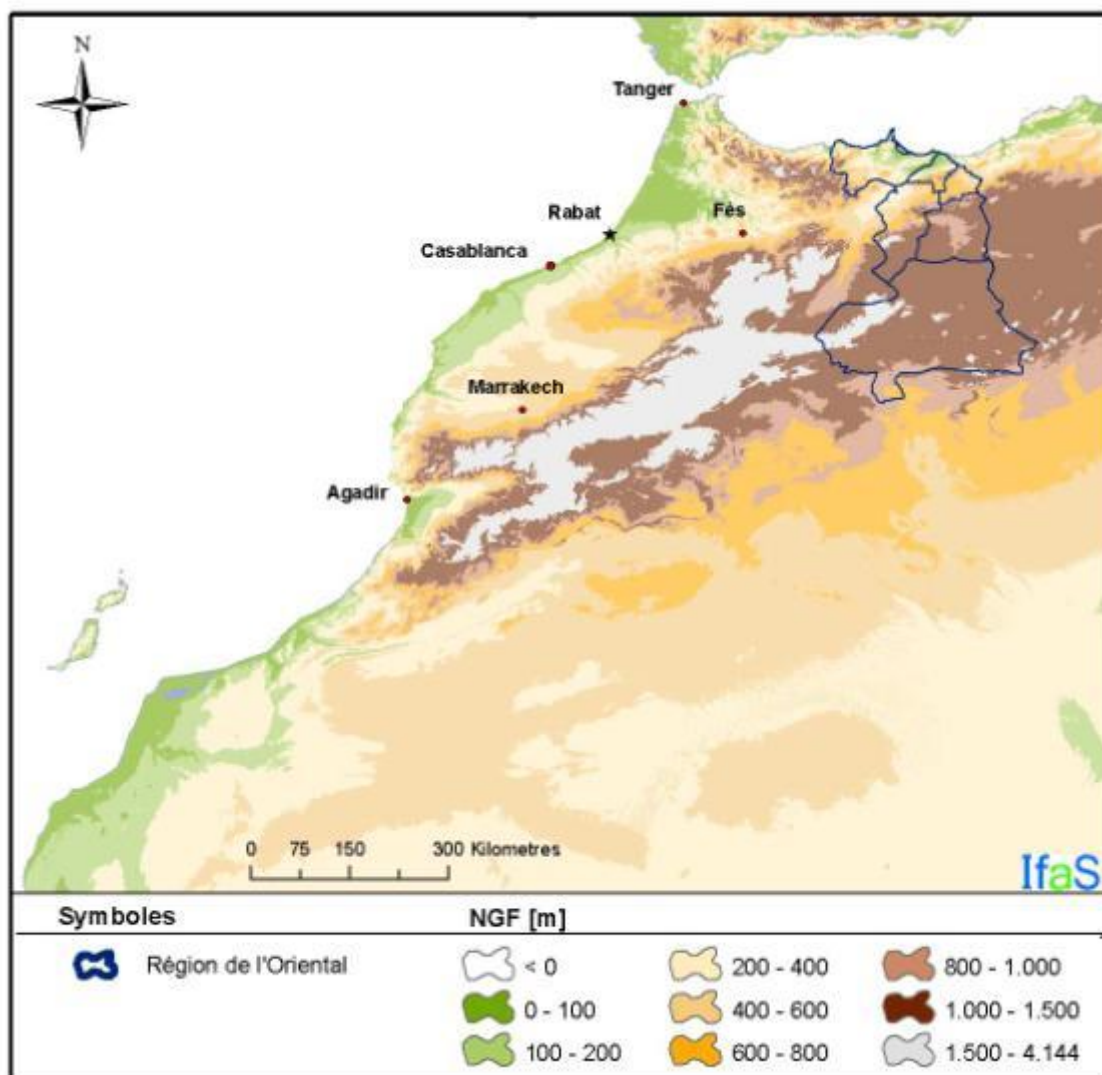 N
Tanger
Rabat
Fès
Casablanca
Marrakech
Agadir
0 75 150 300 Kilometres
IfaS
Symboles
NGF [m]
Région de l'Oriental
< 0
200 - 400
800 - 1.000
0 - 100
400 - 600
1.000 - 1.500
100 - 200
600 - 800
1.500 - 4.144